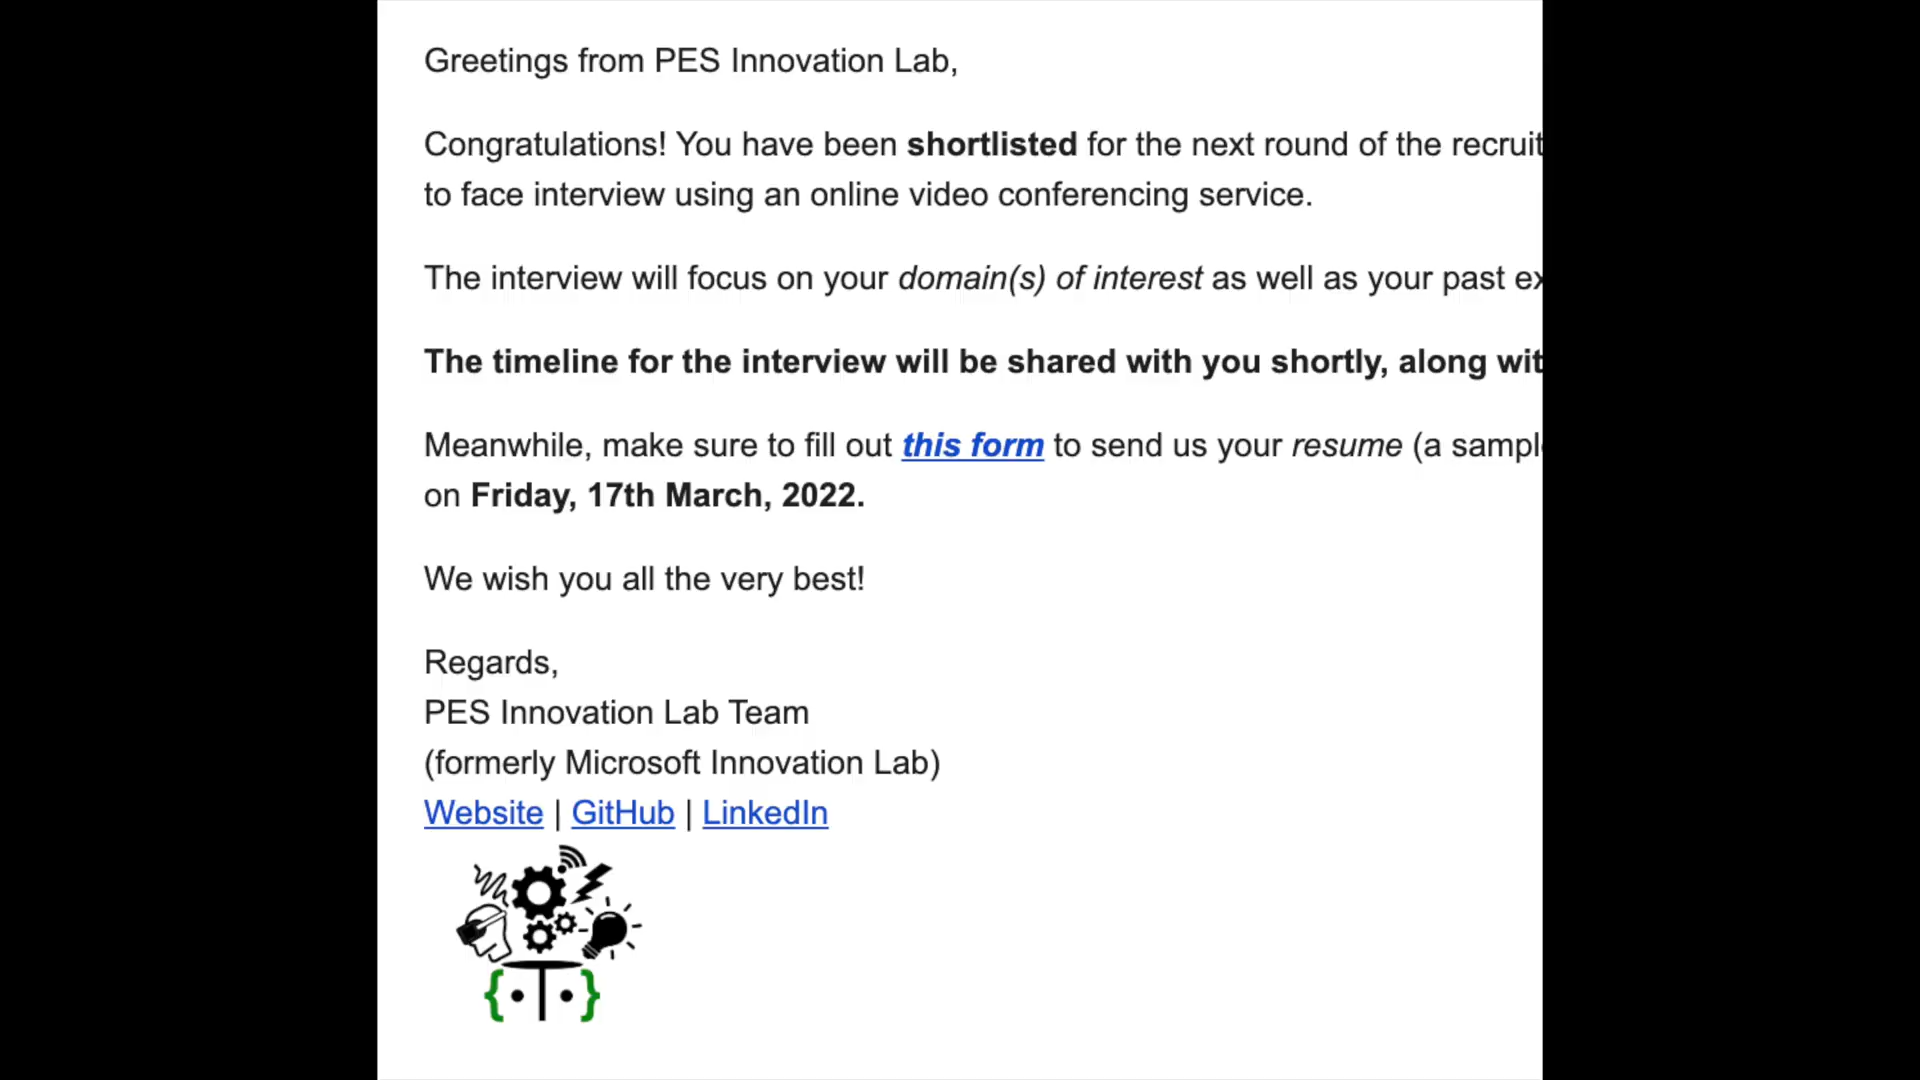 Greetings from PES Innovation Lab,
Congratulations! You have been shortlisted for the next round of the recruit
to face interview using an online video conferencing service.
The interview will focus on your domain(s) of interest as well as your past ex
The timeline for the interview will be shared with you shortly, along wit
Meanwhile, make sure to fill out this form to send us your resume (a sampl
on Friday, 17th March, 2022.
We wish you all the very best!
Regards,
PES Innovation Lab Team
(formerly Microsoft Innovation Lab)
Website | GitHub | LinkedIn